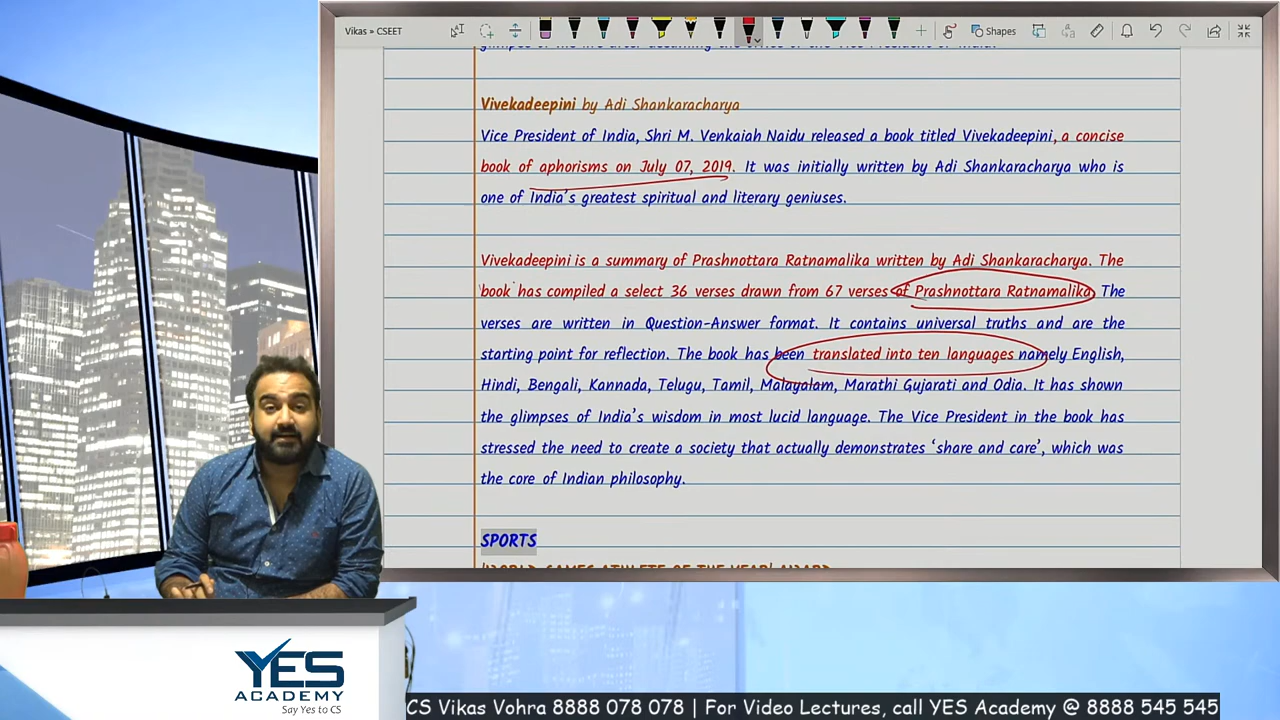 Vikas » CSEET
Shapes
Vivekadeepini by Adi Shankaracharya
Vice President of India, Shri M. Venkaiah Naidu released a book titled Vivekadeepini, a concise
book of aphorisms on July 07, 2019. It was initially written by Adi Shankaracharya who is
one of India's greatest spiritual and literary geniuses.
Vivekadeepini is a summary of Prashnottara Ratnamalika written by Adi Shankaracharya. The
book has compiled a select 36 verses drawn from 67 verses of Prashnottara Ratnamalika. The
verses are written in Question-Answer format. It contains universal truths and are the
starting point for reflection. The book has been translated into ten languages namely English,
Hindi, Bengali, Kannada, Telugu, Tamil, Malayalam, Marathi Gujarati and Odia. It has shown
the glimpses of India's wisdom in most lucid language. The Vice President in the book has
stressed the need to create a society that actually demonstrates 'share and care', which was
the core of Indian philosophy.
SPORTS
YES
ACADEMY
Say Yes to CS
CS Vikas Vohra 8888 078 078 | For Video Lectures, call YES Academy @ 8888 545 545